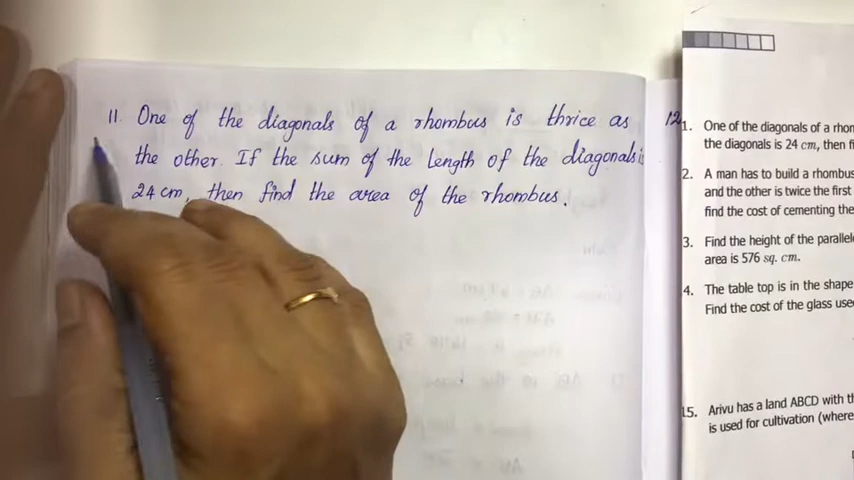 11. One of the diagonals of a rhombus is thrice as
the other. If the sum of the length of the diagonals is
24 cm, then find the area of the rhombus.
12.
1. One of the diagonals of a
the diagonals is 24 cm, then
2. A man has to build a rhombus
and the other is twice the first
find the cost of cementing the
3. Find the height of the
area is 576 sq. cm.
4. The table top is in the shape
Find the cost of the glass
15. Arivu has a land ABCD with
is used for cultivation (where